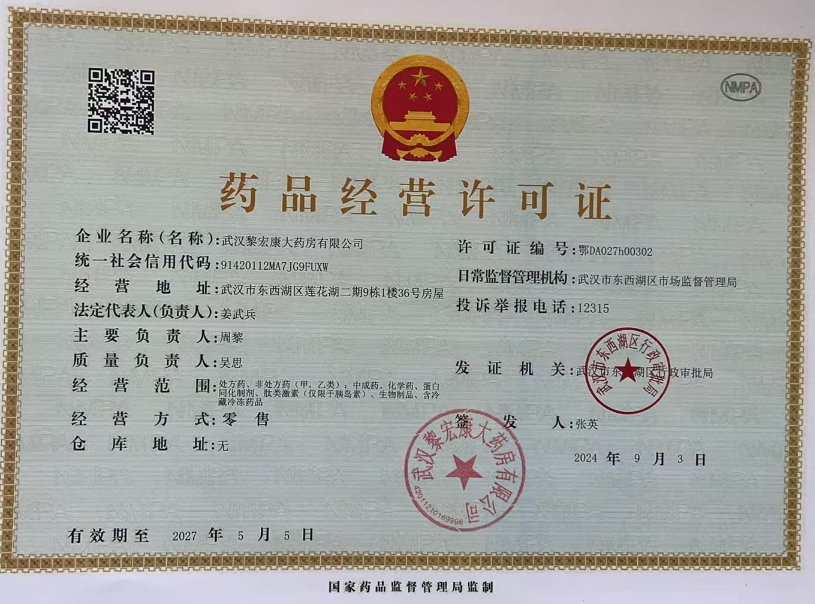 NMPA
药品经营许可证
企业名称(名称):武汉黎宏康大药房有限公司
许可证编号:鄂DA027h00302
统一社会信用代码:91420112MA7JG9FUXW
日常监督管理机构:武汉市东西湖区市场监督管理局
经营地址:武汉市东西湖区莲花湖二期9栋1楼36号房屋
投诉举报电话:12315
法定代表人(负责人):姜武兵
主要负责人:周黎
质量负责人:吴思
发证机关:武汉市东西湖区行政审批局
武汉市东西湖区行政审批局
经营范围:处方药、非处方药(甲,乙类):中成药、化学药、蛋白
同化制剂、肽类激素(仅限于胰岛素)、生物制品、含冷
藏冷冻药品
经营方式:零售
签发人:张英
仓库地址:无
2024年9月3日
武汉黎宏康大药房有限公司
有效期至 2027年5月5日
国家药品监督管理局监制